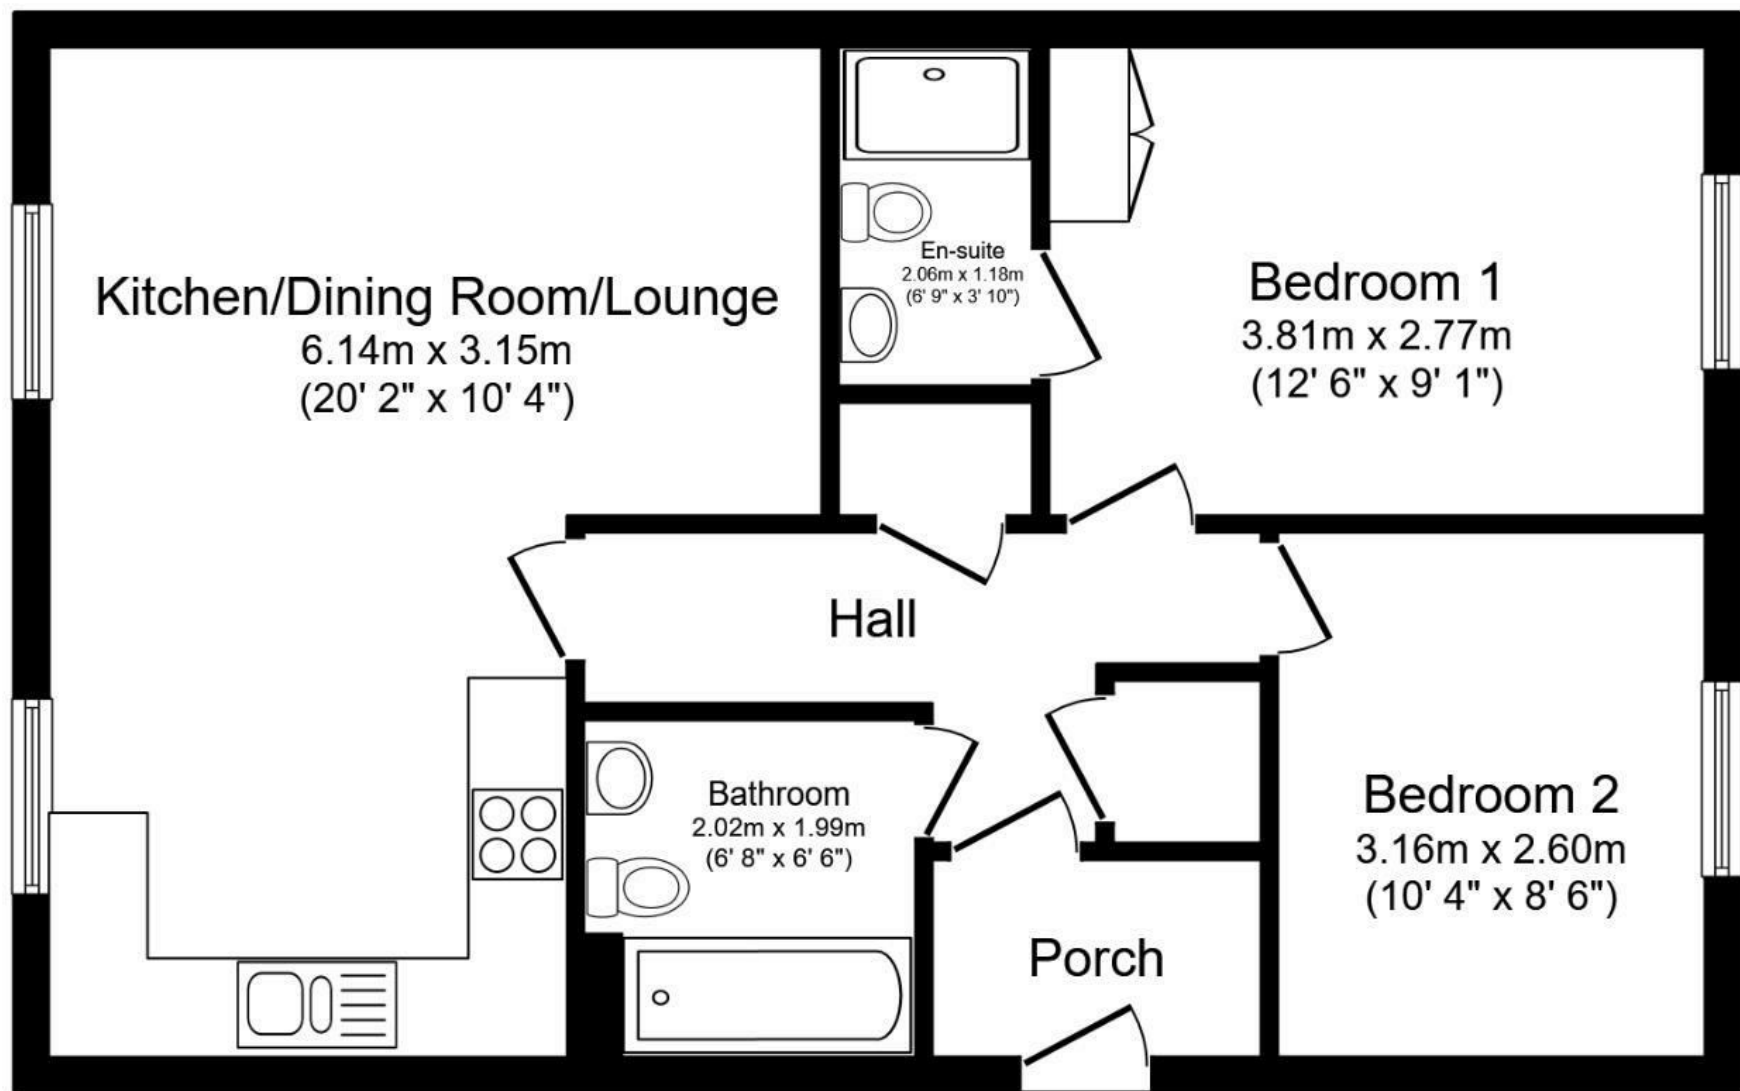 Kitchen/Dining Room/Lounge
6.14m x 3.15m
(20' 2" x 10' 4")
En-suite
2.06m x 1.18m
(6' 9" x 3' 10")
Bedroom 1
3.81m x 2.77m
(12' 6" x 9' 1")
Hall
Bathroom
2.02m x 1.99m
(6' 8" x 6' 6")
Bedroom 2
3.16m x 2.60m
(10' 4" x 8' 6")
Porch